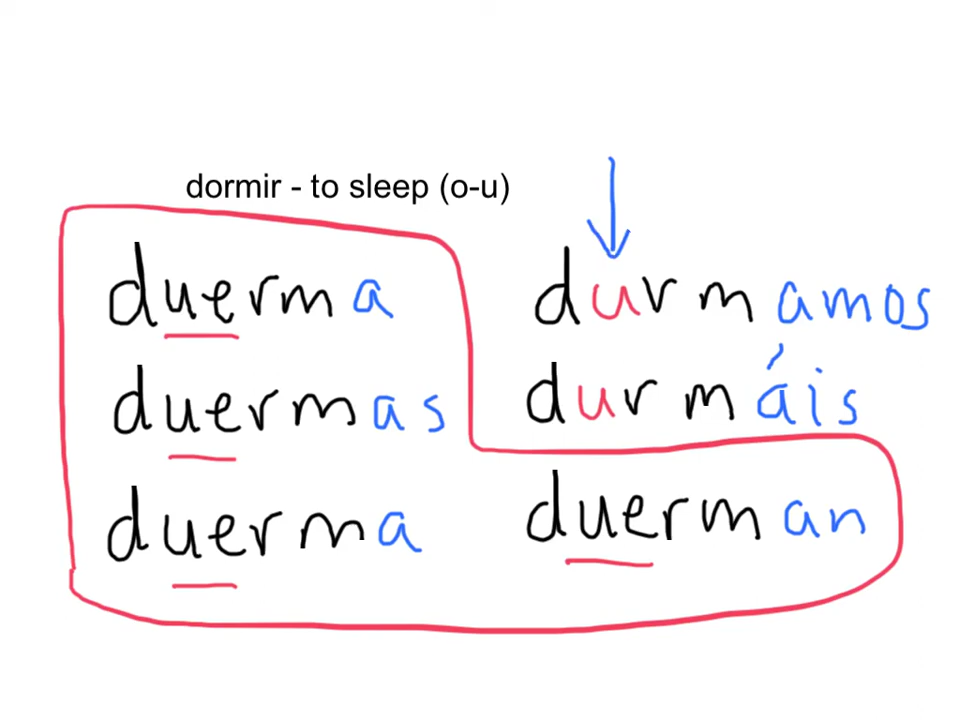 dormir - to sleep (o-u)
duerma durmamos
duermas durmáis
duerma duerman